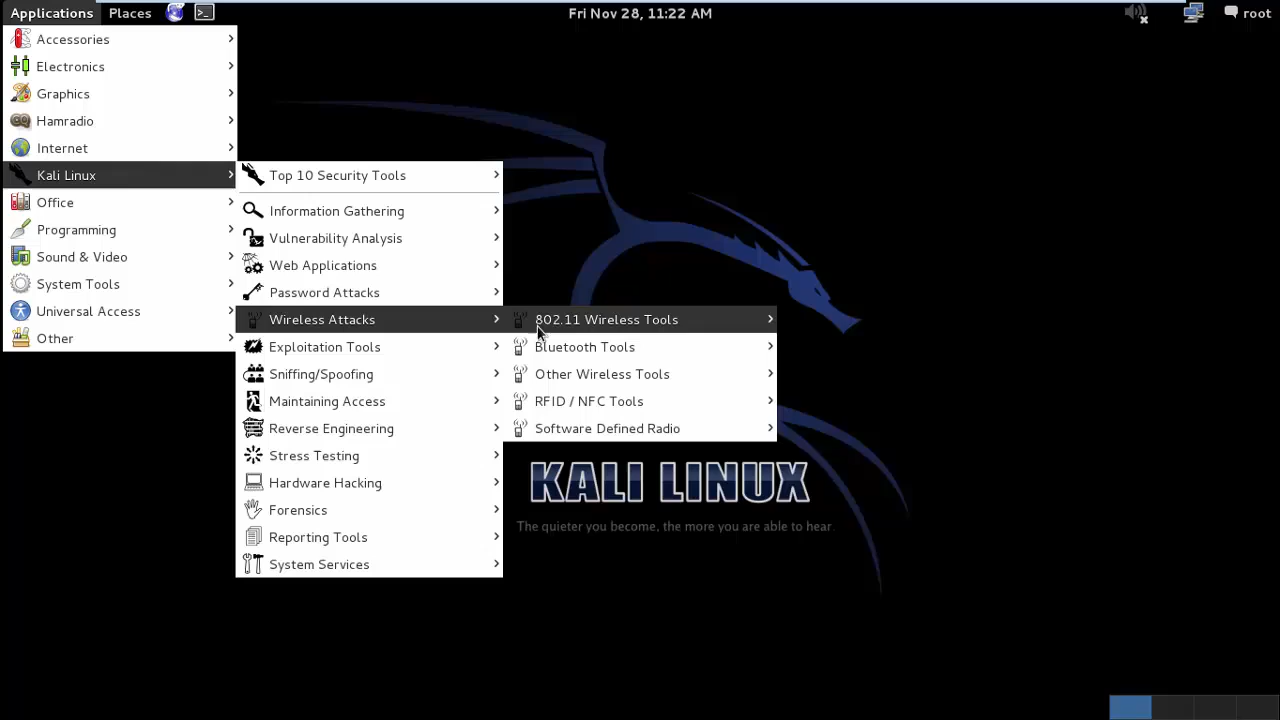 Applications Places Fri Nov 28, 11:22 AM root
Accessories
Electronics
Graphics
Hamradio
Internet
Kali Linux
Office
Programming
Sound & Video
System Tools
Universal Access
Other
Top 10 Security Tools
Information Gathering
Vulnerability Analysis
Web Applications
Password Attacks
Wireless Attacks
Exploitation Tools
Sniffing/Spoofing
Maintaining Access
Reverse Engineering
Stress Testing
Hardware Hacking
Forensics
Reporting Tools
System Services
802.11 Wireless Tools
Bluetooth Tools
Other Wireless Tools
RFID / NFC Tools
Software Defined Radio
KALI LINUX
The quieter you become, the more you are able to hear.